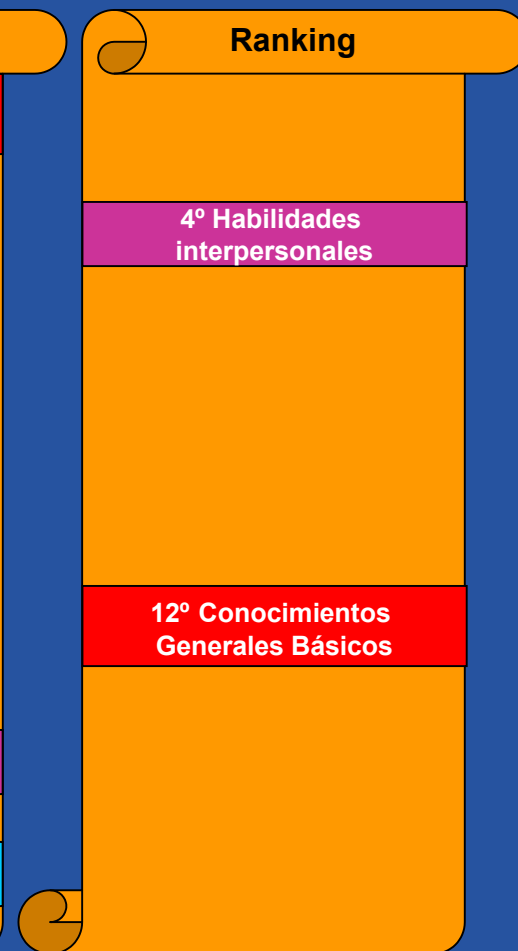 Ranking
4º Habilidades
interpersonales
12º Conocimientos
Generales Básicos